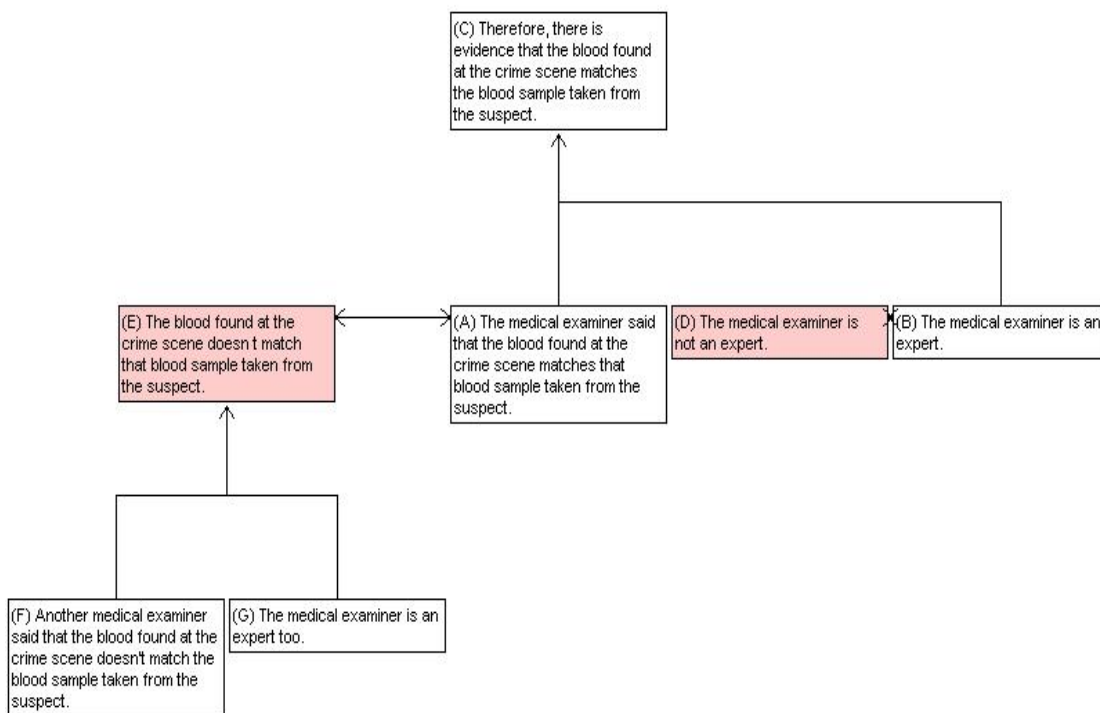 (C) Therefore, there is
evidence that the blood found
at the crime scene matches
the blood sample taken from
the suspect.
(E) The blood found at the
crime scene doesn t match
that blood sample taken from
the suspect.
(A) The medical examiner said
that the blood found at the
crime scene matches that
blood sample taken from the
suspect.
(D) The medical examiner is
not an expert.
(B) The medical examiner is an
expert.
(F) Another medical examiner
said that the blood found at the
crime scene doesn't match the
blood sample taken from the
suspect.
(G) The medical examiner is an
expert too.